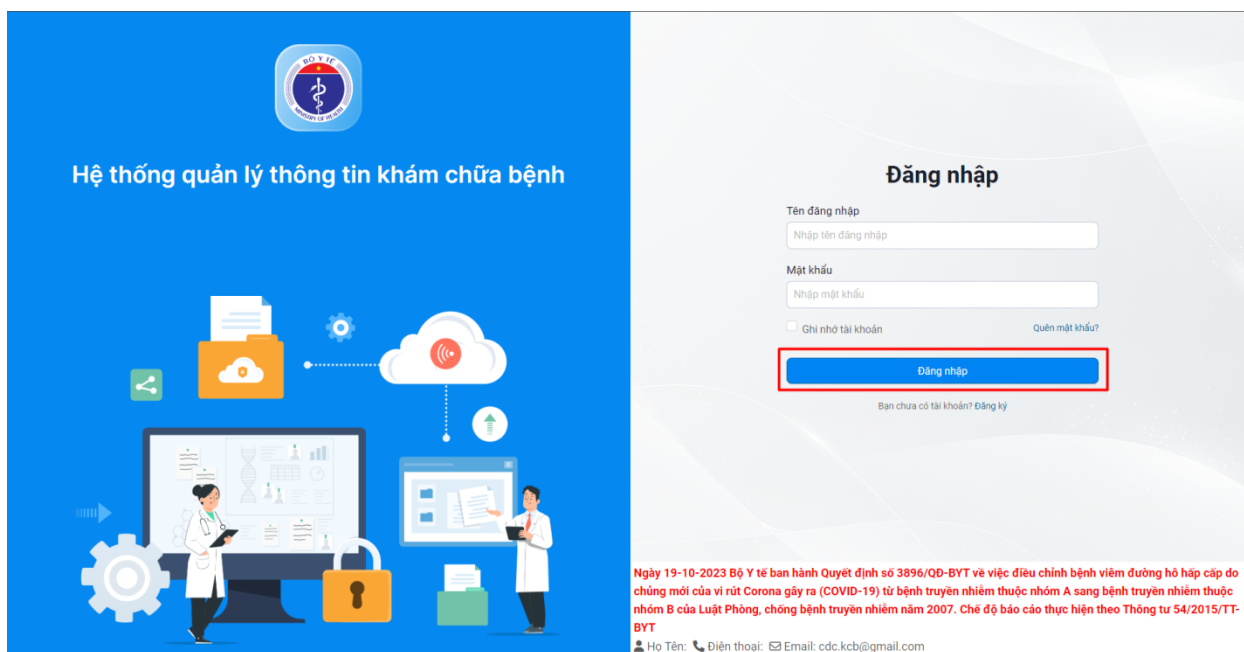 BỘ Y TẾ
MINISTRY OF HEALTH
Hệ thống quản lý thông tin khám chữa bệnh
Đăng nhập
Tên đăng nhập
Nhập tên đăng nhập
Mật khẩu
Nhập mật khẩu
Ghi nhớ tài khoản
Quên mật khẩu?
Đăng nhập
Bạn chưa có tài khoản? Đăng ký
Ngày 19-10-2023 Bộ Y tế ban hành Quyết định số 3896/QĐ-BYT về việc điều chỉnh bệnh viêm đường hô hấp cấp do
chủng mới của vi rút Corona gây ra (COVID-19) từ bệnh truyền nhiễm thuộc nhóm A sang bệnh truyền nhiễm thuộc
nhóm B của Luật Phòng, chống bệnh truyền nhiễm năm 2007. Chế độ báo cáo thực hiện theo Thông tư 54/2015/TT-
BYT
Họ Tên: Điện thoại: Email: cdc.kcb@gmail.com